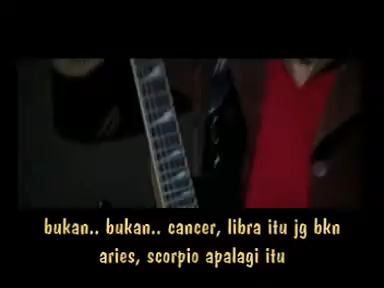 bukan.. bukan.. cancer, libra itu jg bkn
aries, scorpio apalagi itu